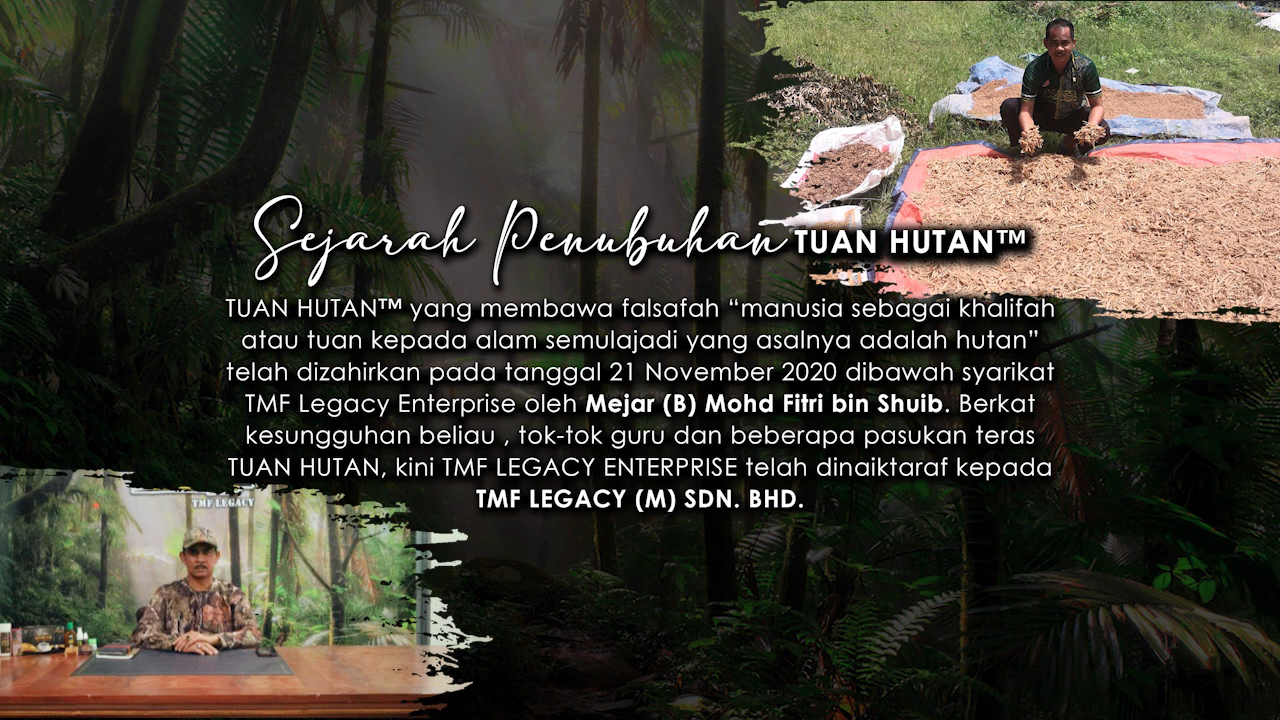 Sejarah Penubuhan TUAN HUTAN™
TUAN HUTAN™ yang membawa falsafah “manusia sebagai khalifah
atau tuan kepada alam semulajadi yang asalnya adalah hutan”
telah dizahirkan pada tanggal 21 November 2020 dibawah syarikat
TMF Legacy Enterprise oleh Mejar (B) Mohd Fitri bin Shuib. Berkat
kesungguhan beliau , tok-tok guru dan beberapa pasukan teras
TUAN HUTAN, kini TMF LEGACY ENTERPRISE telah dinaiktaraf kepada
TMF LEGACY (M) SDN. BHD.
TMF LEGACY